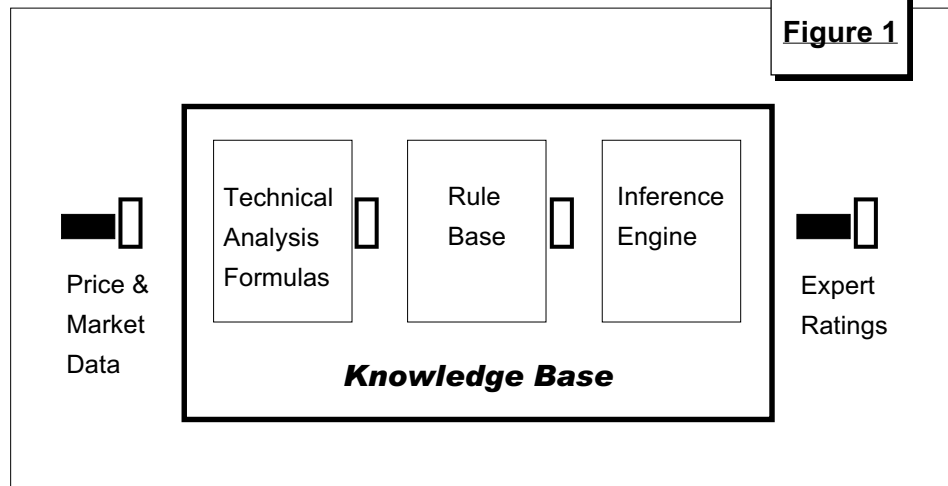 Figure 1
Technical
Analysis
Formulas
Rule
Base
Inference
Engine
Price &
Market
Data
Expert
Ratings
Knowledge Base